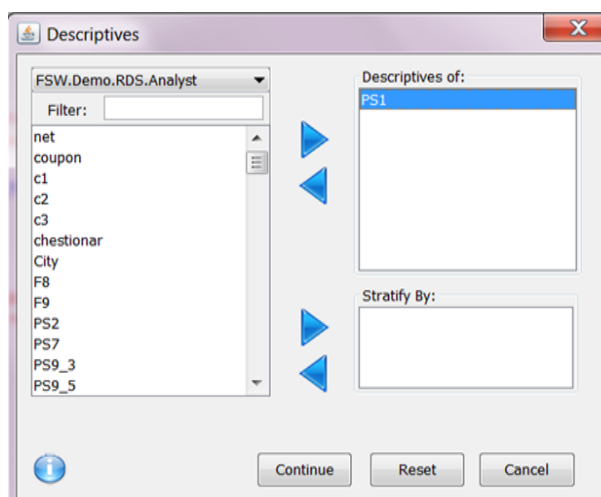 Descriptives
FSW.Demo.RDS.Analyst
Filter:
net
coupon
c1
c2
c3
chestionar
City
F8
F9
PS2
PS7
PS9_3
PS9_5
Descriptives of:
PS1
Stratify By:
Continue
Reset
Cancel